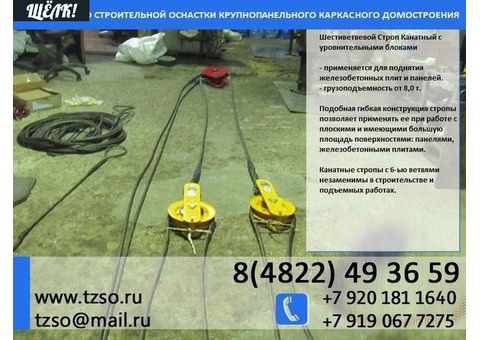 ЩЁЛК!
О СТРОИТЕЛЬНОЙ ОСНАСТКИ КРУПНОПАНЕЛЬНОГО КАРКАСНОГО ДОМОСТРОЕНИЯ
Шестиветвевой Строп Канатный с
уровнительными блоками
- применяется для поднятия
железобетонных плит и панелей.
- грузоподъемность от 8,0 т.
Подобная гибкая конструкция стропы
позволяет применять ее при работе с
плоскими и имеющими большую
площадь поверхностями: панелями,
железобетонными плитами.
Канатные стропы с 6-ью ветвями
незаменимы в строительстве и
подъемных работах.
8(4822) 49 36 59
www.tzso.ru
+7 920 181 1640
tzso@mail.ru
+7 919 067 7275